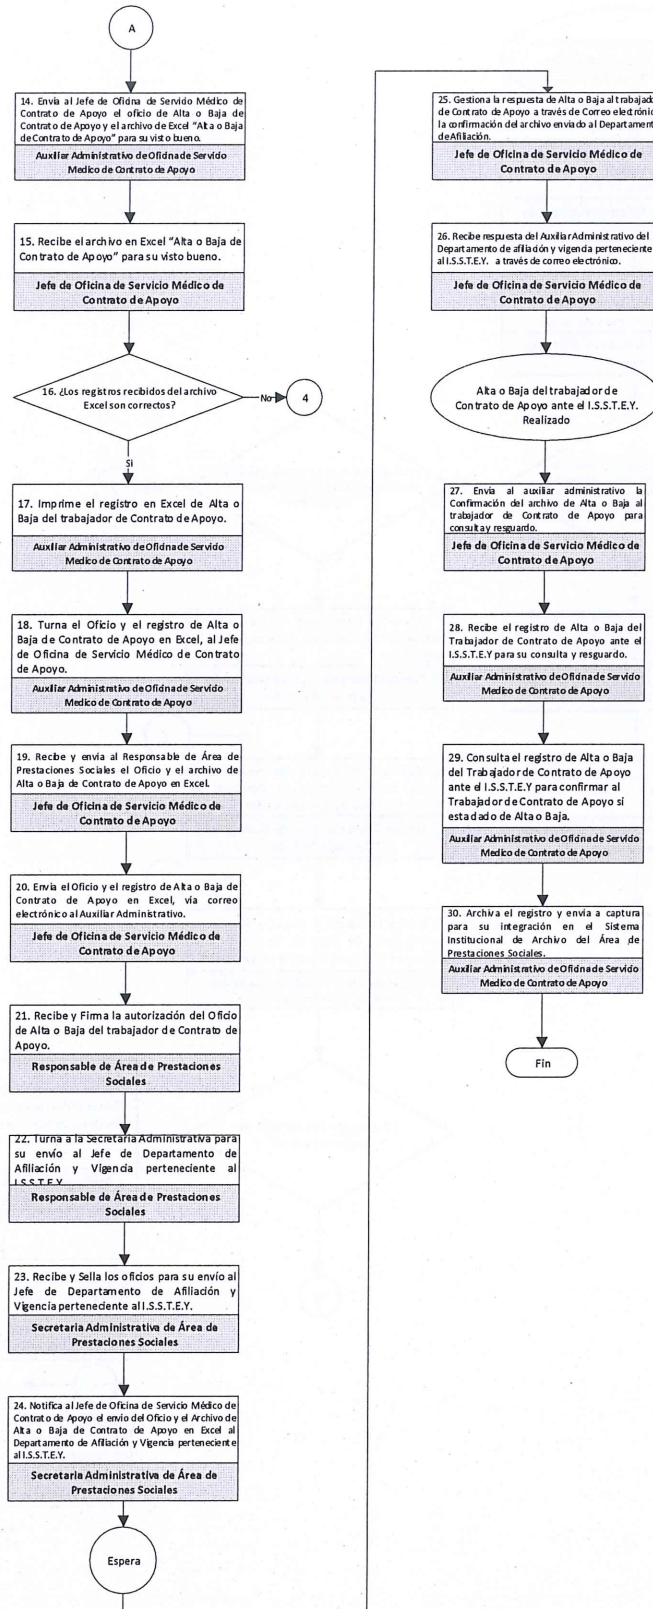 A
14. Envía al Jefe de Oficina de Servicio Médico de
Contrato de Apoyo el oficio de Alta o Baja de
Contrato de Apoyo y el archivo de Excel "Alta o Baja
de Contrato de Apoyo" para su visto bueno.
Auxiliar Administrativo de Oficina de Servicio
Medico de Contrato de Apoyo
15. Recibe el archivo en Excel "Alta o Baja de
Contrato de Apoyo" para su visto bueno.
Jefe de Oficina de Servicio Médico de
Contrato de Apoyo
16. ¿Los registros recibidos del archivo
Excel son correctos?
No
4
Si
17. Imprime el registro en Excel de Alta o
Baja del trabajador de Contrato de Apoyo.
Auxiliar Administrativo de Oficina de Servicio
Medico de Contrato de Apoyo
18. Turna el Oficio y el registro de Alta o
Baja de Contrato de Apoyo en Excel, al Jefe
de Oficina de Servicio Médico de Contrato
de Apoyo.
Auxiliar Administrativo de Oficina de Servicio
Medico de Contrato de Apoyo
19. Recibe y envia al Responsable de Área de
Prestaciones Sociales el Oficio y el archivo de
Alta o Baja de Contrato de Apoyo en Excel.
Jefe de Oficina de Servicio Médico de
Contrato de Apoyo
20. Envia el Oficio y el registro de Alta o Baja de
Contrato de Apoyo en Excel, vía correo
electrónico al Auxiliar Administrativo.
Jefe de Oficina de Servicio Médico de
Contrato de Apoyo
21. Recibe y Firma la autorización del Oficio
de Alta o Baja del trabajador de Contrato de
Apoyo.
Responsable de Área de Prestaciones
Sociales
22. Turna a la Secretaria Administrativa para
su envío al Jefe de Departamento de
Afiliación y Vigencia perteneciente al
I.S.S.T.E.Y.
Responsable de Área de Prestaciones
Sociales
23. Recibe y Sella los oficios para su envío al
Jefe de Departamento de Afiliación y
Vigencia perteneciente al I.S.S.T.E.Y.
Secretaria Administrativa de Área de
Prestaciones Sociales
24. Notifica al Jefe de Oficina de Servicio Médico de
Contrato de Apoyo el envio del Oficio y el Archivo de
Alta o Baja de Contrato de Apoyo en Excel al
Departamento de Afiliación y Vigencia perteneciente
al I.S.S.T.E.Y.
Secretaria Administrativa de Área de
Prestaciones Sociales
Espera
25. Gestiona la respuesta de Alta o Baja al trabajad
de Contrato de Apoyo a través de Correo electrónic
la confirmación del archivo enviado al Departament
de Afiliación.
Jefe de Oficina de Servicio Médico de
Contrato de Apoyo
26. Recibe respuesta del Auxiliar Administrativo del
Departamento de afiliación y vigencia perteneciente
al I.S.S.T.E.Y. a través de correo electrónico.
Jefe de Oficina de Servicio Médico de
Contrato de Apoyo
Alta o Baja del trabajador de
Contrato de Apoyo ante el I.S.S.T.E.Y.
Realizado
27. Envia al auxiliar administrativo la
Confirmación del archivo de Alta o Baja al
trabajador de Contrato de Apoyo para
consulta y resguardo.
Jefe de Oficina de Servicio Médico de
Contrato de Apoyo
28. Recibe el registro de Alta o Baja del
Trabajador de Contrato de Apoyo ante el
I.S.S.T.E.Y para su consulta y resguardo.
Auxiliar Administrativo de Oficina de Servicio
Medico de Contrato de Apoyo
29. Consulta el registro de Alta o Baja
del Trabajador de Contrato de Apoyo
ante el I.S.S.T.E.Y para confirmar al
Trabajador de Contrato de Apoyo si
esta dado de Alta o Baja.
Auxiliar Administrativo de Oficina de Servicio
Medico de Contrato de Apoyo
30. Archiva el registro y envía a captura
para su integración en el Sistema
Institucional de Archivo del Área de
Prestaciones Sociales.
Auxiliar Administrativo de Oficina de Servicio
Medico de Contrato de Apoyo
Fin